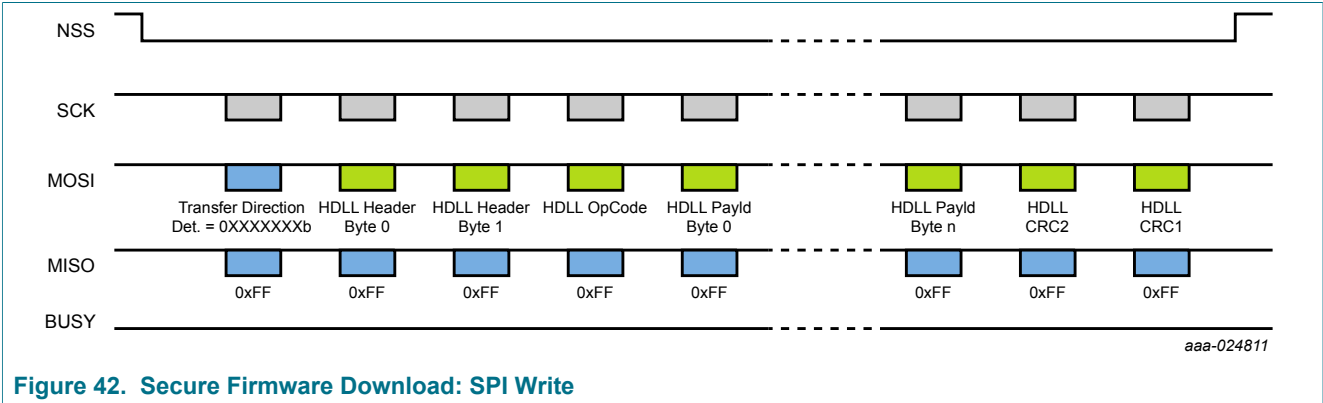 NSS
SCK
MOSI
Transfer Direction HDLL Header HDLL Header HDLL OpCode HDLL Payld HDLL Payld HDLL HDLL
Det. = 0XXXXXXXb Byte 0 Byte 1 Byte 0 Byte n CRC2 CRC1
MISO
0xFF 0xFF 0xFF 0xFF 0xFF 0xFF 0xFF 0xFF
BUSY
aaa-024811
Figure 42. Secure Firmware Download: SPI Write